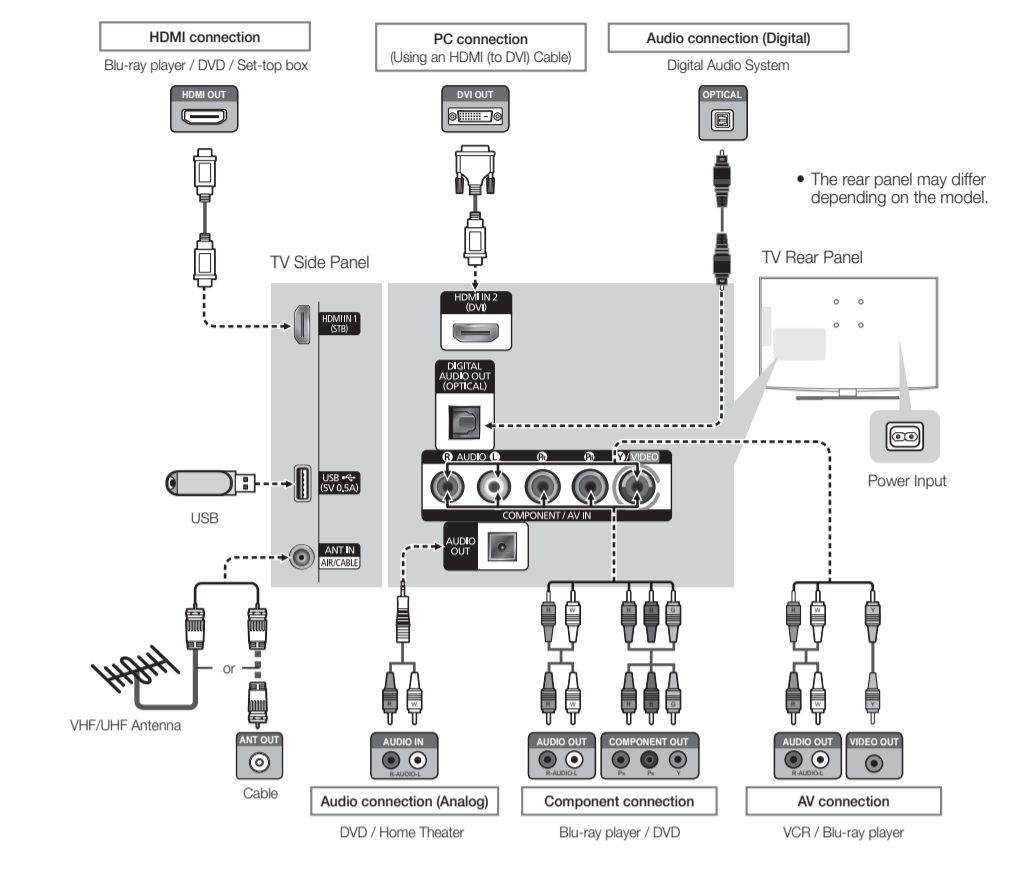 HDMI connection
Blu-ray player / DVD / Set-top box
HDMI OUT
PC connection
(Using an HDMI (to DVI) Cable)
DVI OUT
Audio connection (Digital)
Digital Audio System
OPTICAL
• The rear panel may differ
depending on the model.
TV Side Panel
TV Rear Panel
HDMI IN 1
(STB)
HDMI IN 2
(DVI)
DIGITAL
AUDIO OUT
(OPTICAL)
R AUDIO L PR PB Y/VIDEO
COMPONENT / AV IN
USB
(5V 0.5A)
USB
Power Input
AUDIO
OUT
ANT IN
AIR/CABLE
R W R B G R W Y
or
R W R W R B G R W Y
VHF/UHF Antenna
ANT OUT
Cable
AUDIO IN
R-AUDIO-L
AUDIO OUT
R-AUDIO-L
COMPONENT OUT
PR PB Y
AUDIO OUT
R-AUDIO-L
VIDEO OUT
Audio connection (Analog)
DVD / Home Theater
Component connection
Blu-ray player / DVD
AV connection
VCR / Blu-ray player